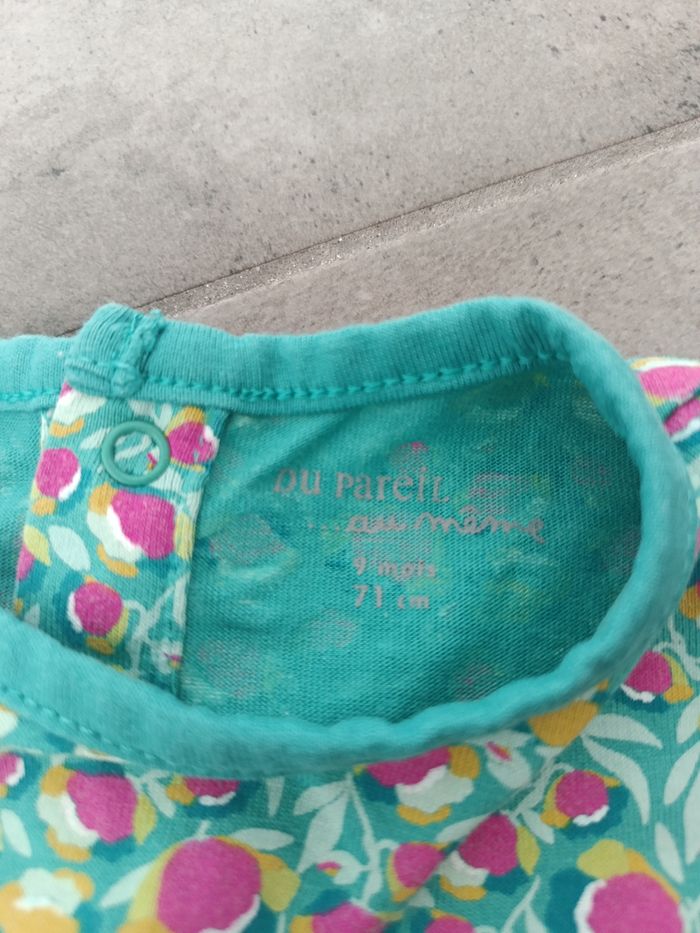 DU PAREIL
...au même
9 mois
71 cm